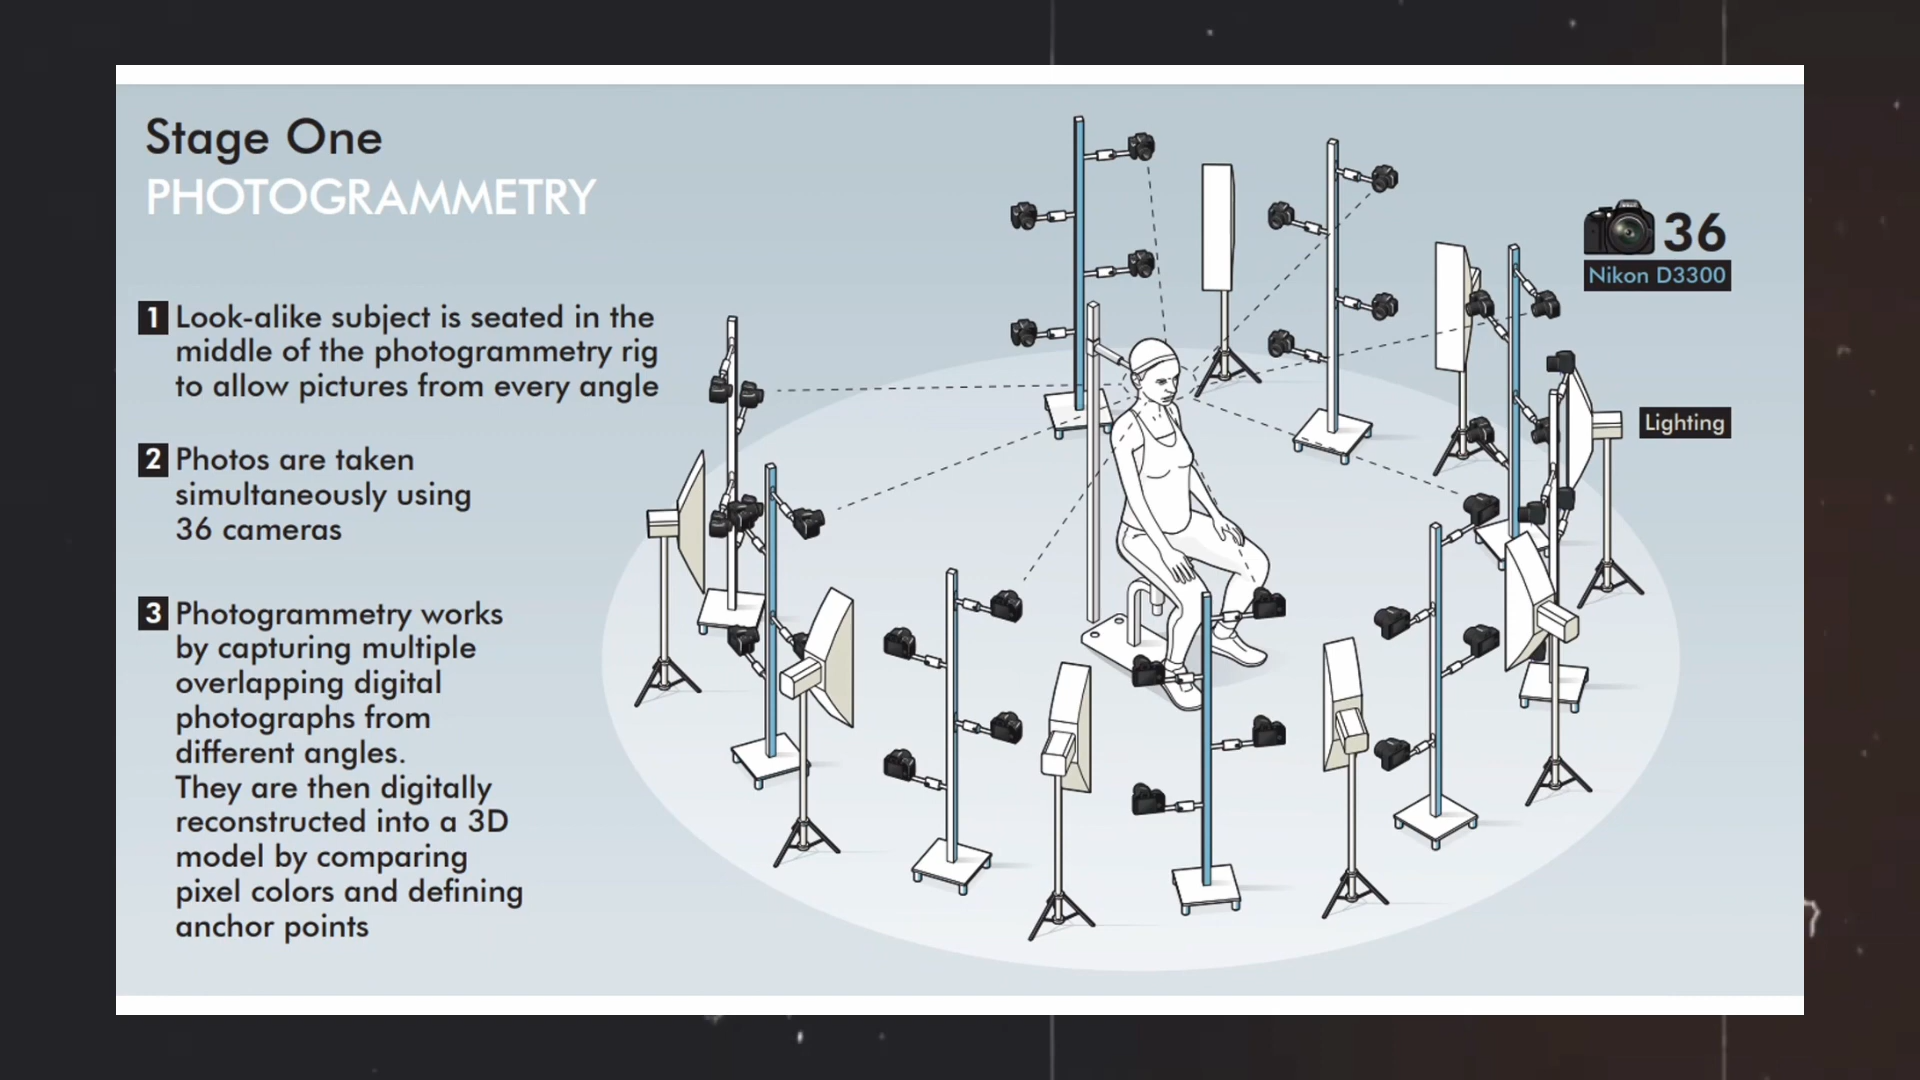 Stage One
PHOTOGRAMMETRY
1 Look-alike subject is seated in the
middle of the photogrammetry rig
to allow pictures from every angle
2 Photos are taken
simultaneously using
36 cameras
3 Photogrammetry works
by capturing multiple
overlapping digital
photographs from
different angles.
They are then digitally
reconstructed into a 3D
model by comparing
pixel colors and defining
anchor points
36
Nikon D3300
Lighting